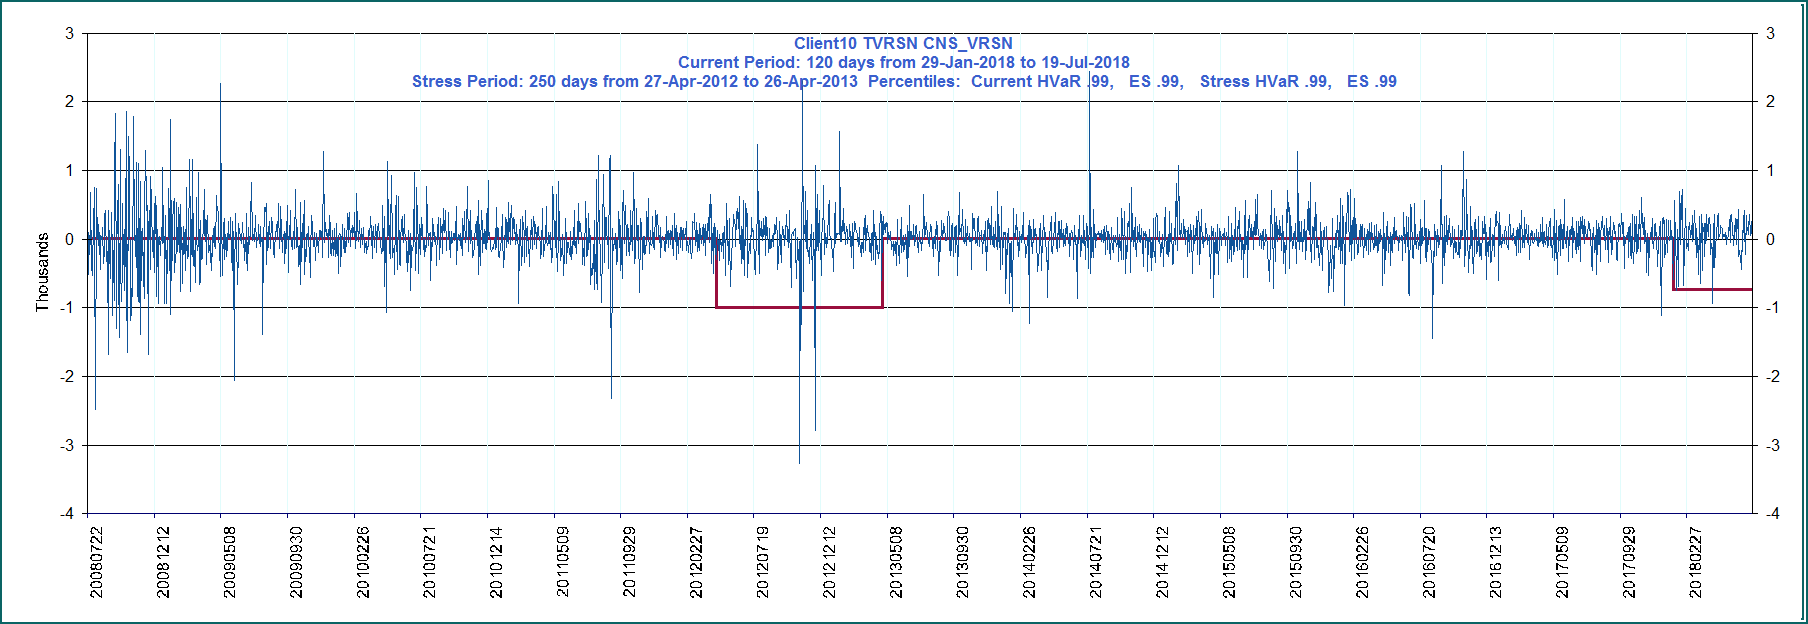 Client10 TVRSN CNS_VRSN
Current Period: 120 days from 29-Jan-2018 to 19-Jul-2018
Stress Period: 250 days from 27-Apr-2012 to 26-Apr-2013 Percentiles: Current HVaR .99, ES .99, Stress HVaR .99, ES .99
3 3
2 2
1 1
0 0
-1 -1
-2 -2
-3 -3
-4 -4
Thousands
20080722 20081212 20090508 20090930 20100226 20100721 20101214 20110509 20110929 20120227 20120719 20121212 20130508 20130930 20140226 20140721 20141212 20150508 20150930 20160226 20160720 20161213 20170509 20170929 20180227